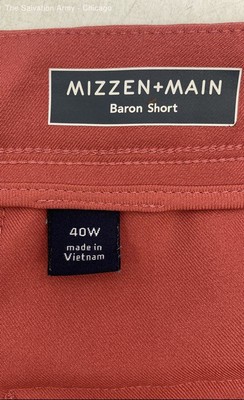 The Salvation Army - Chicago
MIZZEN+MAIN
Baron Short
40W
made in
Vietnam